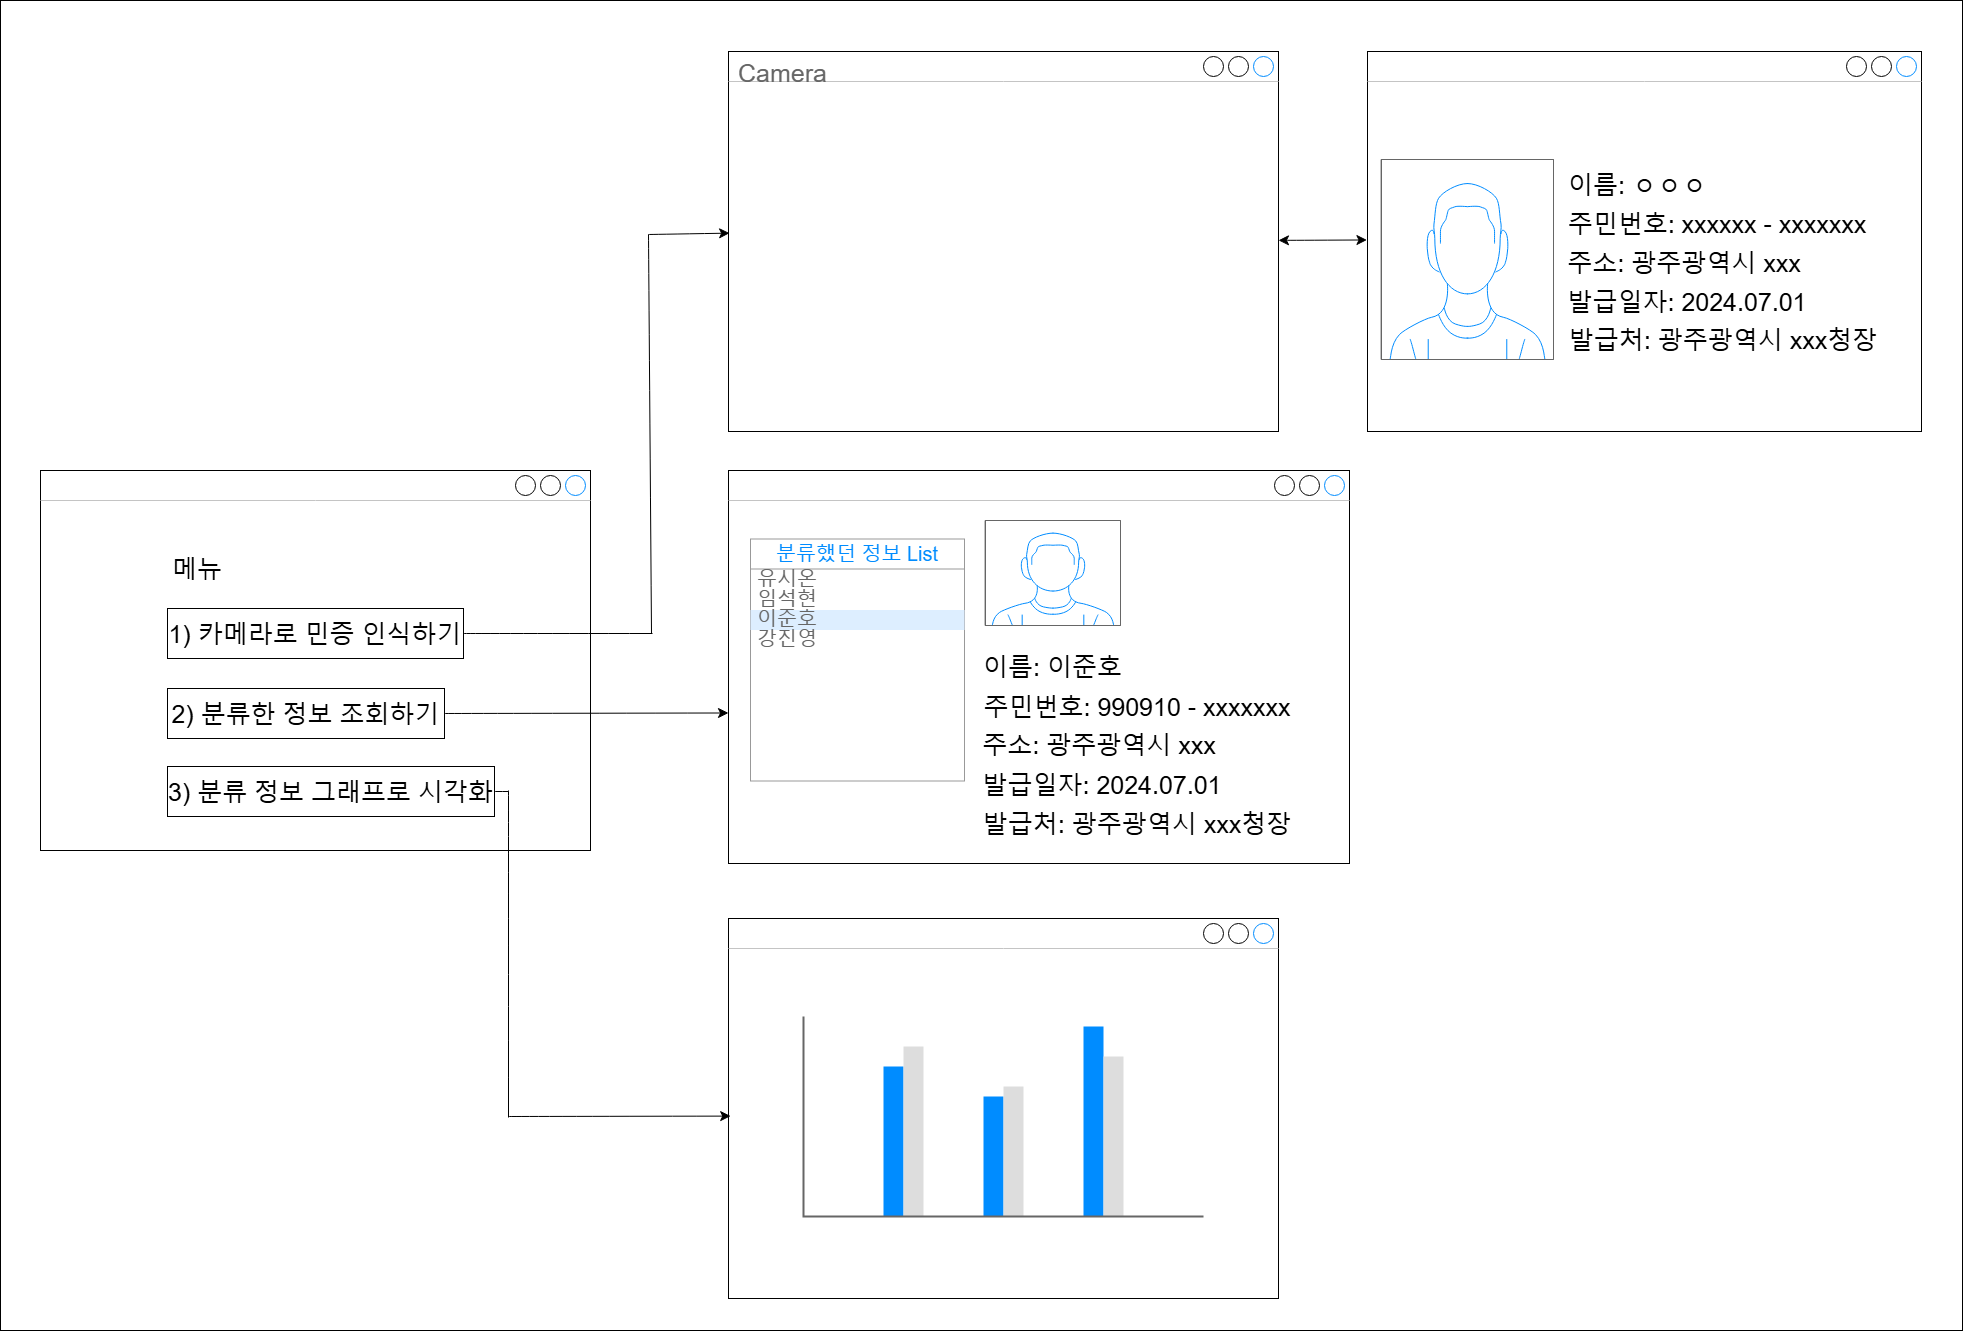 Camera
이름: ㅇㅇㅇ
주민번호: xxxxxx - xxxxxxx
주소: 광주광역시 xxx
발급일자: 2024.07.01
발급처: 광주광역시 xxx청장
메뉴
1) 카메라로 민증 인식하기
2) 분류한 정보 조회하기
3) 분류 정보 그래프로 시각화
분류했던 정보 List
유시온
임석현
이준호
강진영
이름: 이준호
주민번호: 990910 - xxxxxxx
주소: 광주광역시 xxx
발급일자: 2024.07.01
발급처: 광주광역시 xxx청장